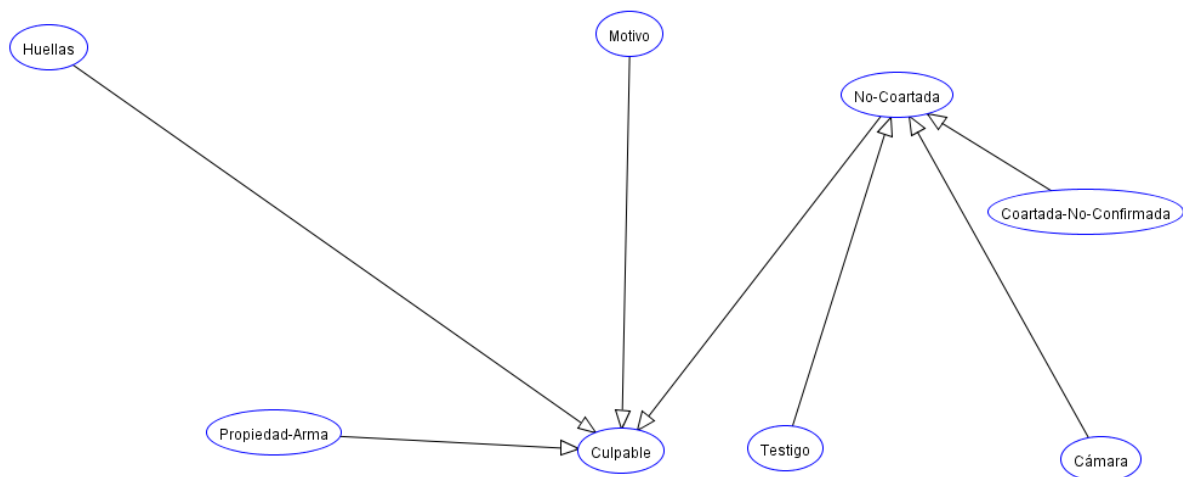 Motivo
Huellas
No-Coartada
Coartada-No-Confirmada
Propiedad-Arma
Culpable
Testigo
Cámara